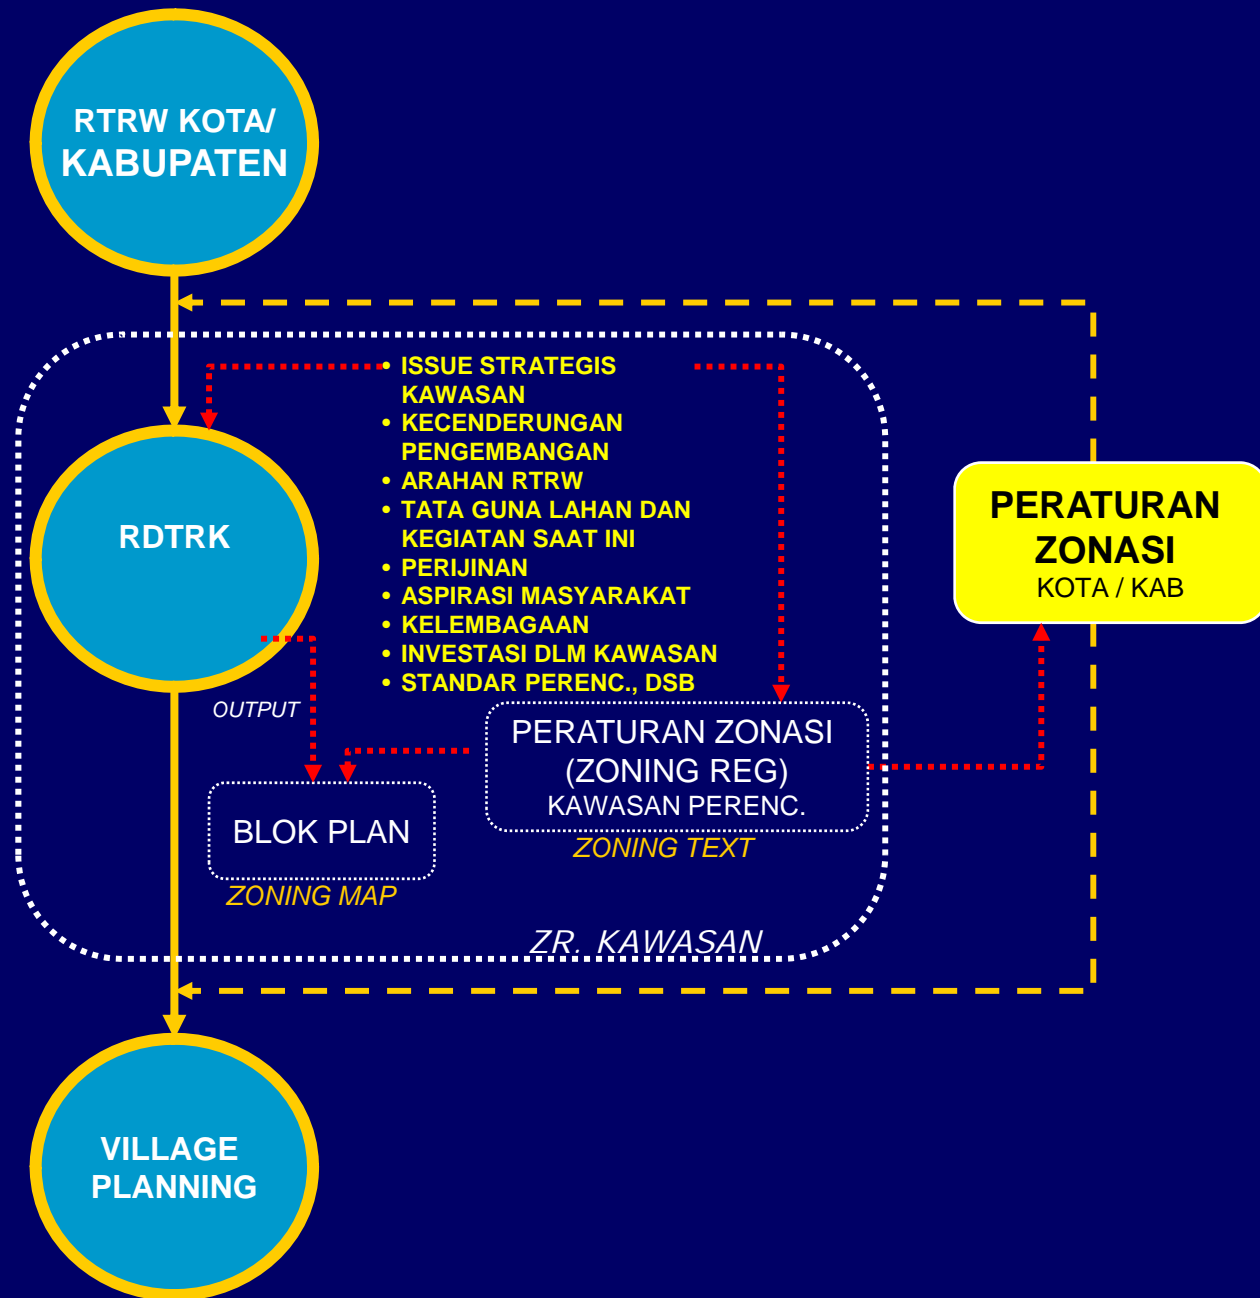 RTRW KOTA/
KABUPATEN
• ISSUE STRATEGIS
KAWASAN
• KECENDERUNGAN
PENGEMBANGAN
• ARAHAN RTRW
• TATA GUNA LAHAN DAN
KEGIATAN SAAT INI
• PERIJINAN
• ASPIRASI MASYARAKAT
• KELEMBAGAAN
• INVESTASI DLM KAWASAN
• STANDAR PERENC., DSB
RDTRK
PERATURAN
ZONASI
KOTA / KAB
OUTPUT
PERATURAN ZONASI
(ZONING REG)
KAWASAN PERENC.
ZONING TEXT
BLOK PLAN
ZONING MAP
ZR. KAWASAN
VILLAGE
PLANNING